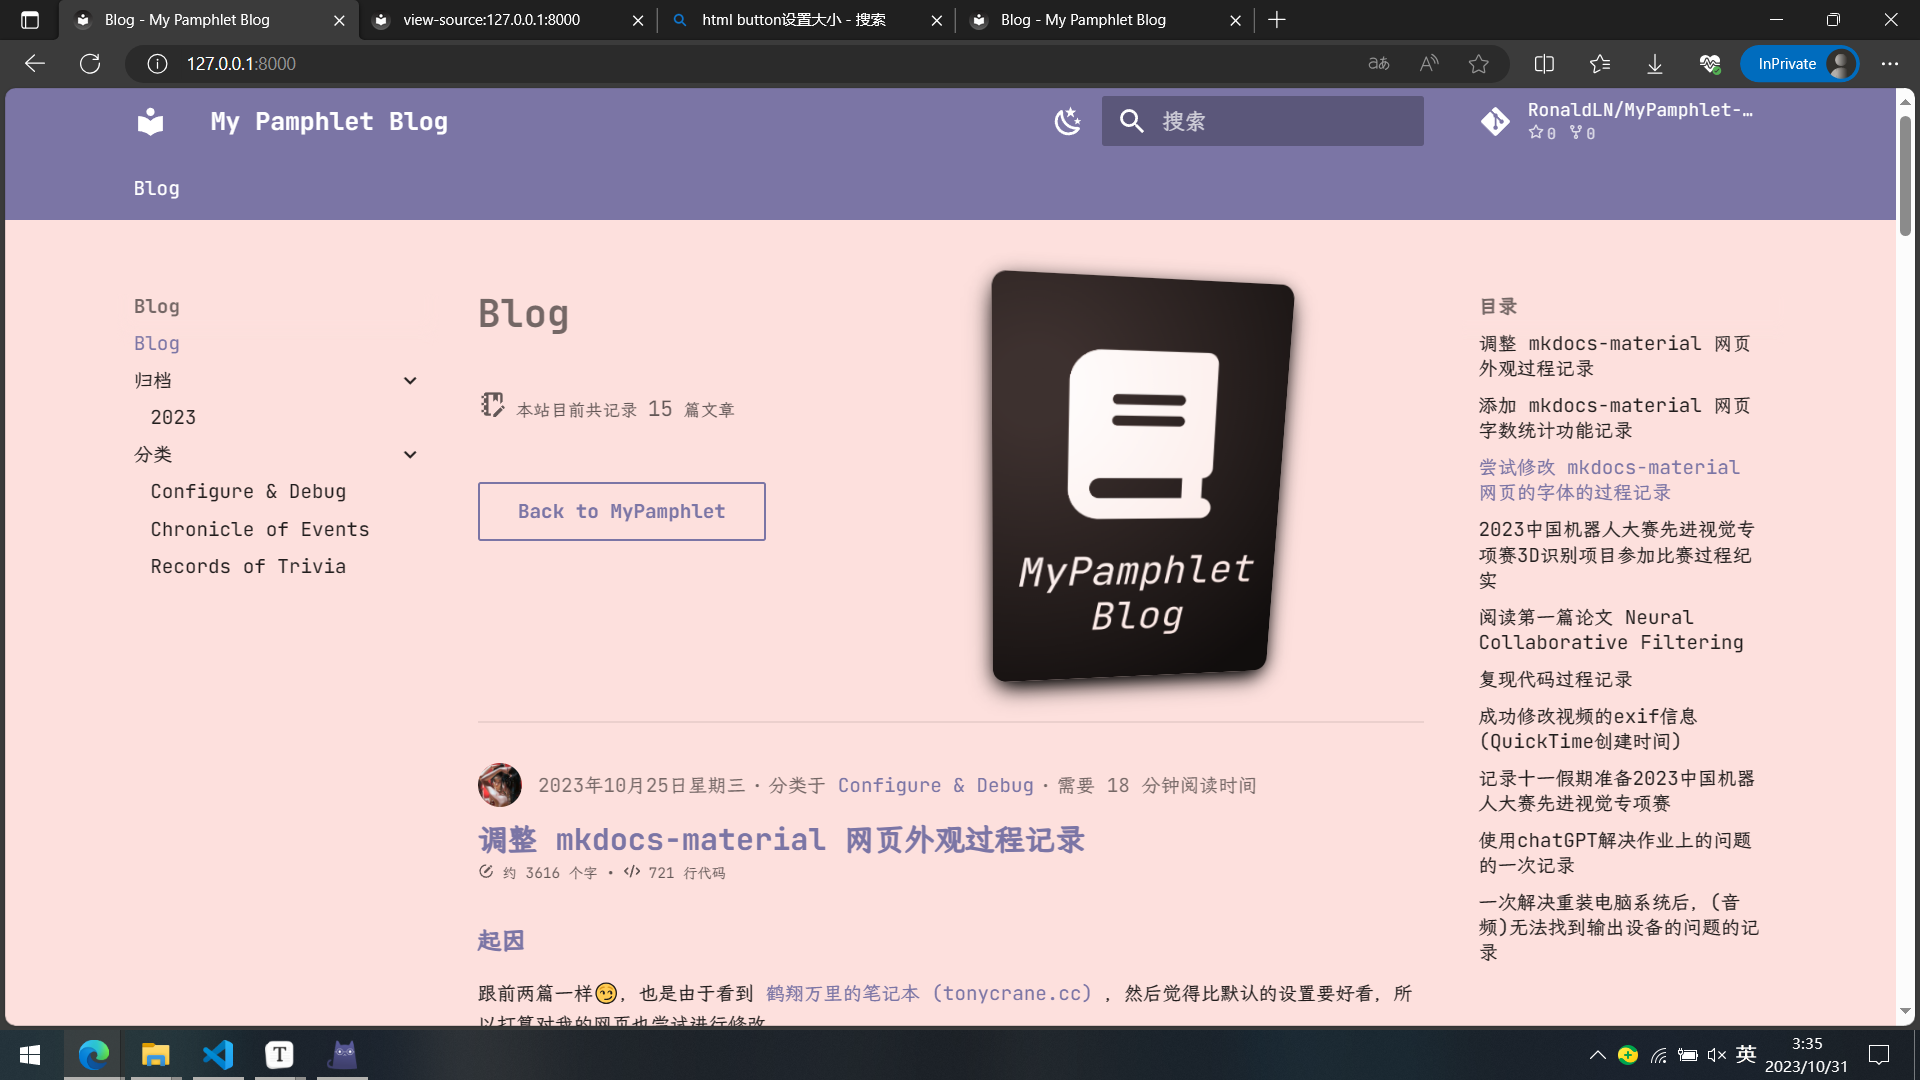 Blog - My Pamphlet Blog
view-source:127.0.0.1:8000
html button设置大小 - 搜索
Blog - My Pamphlet Blog
127.0.0.1:8000
InPrivate
My Pamphlet Blog
搜索
RonaldLN/MyPamphlet-…
0 0
Blog
Blog
Blog
归档
2023
分类
Configure & Debug
Chronicle of Events
Records of Trivia
Blog
本站目前共记录 15 篇文章
Back to MyPamphlet
MyPamphlet
Blog
2023年10月25日星期三 · 分类于 Configure & Debug · 需要 18 分钟阅读时间
调整 mkdocs-material 网页外观过程记录
约 3616 个字 • 721 行代码
起因
跟前两篇一样😏, 也是由于看到 鹤翔万里的笔记本 (tonycrane.cc) , 然后觉得比默认的设置要好看, 所
以打算对我的网页也尝试进行修改
目录
调整 mkdocs-material 网页
外观过程记录
添加 mkdocs-material 网页
字数统计功能记录
尝试修改 mkdocs-material
网页的字体的过程记录
2023中国机器人大赛先进视觉专
项赛3D识别项目参加比赛过程纪
实
阅读第一篇论文 Neural
Collaborative Filtering
复现代码过程记录
成功修改视频的exif信息
(QuickTime创建时间)
记录十一假期准备2023中国机器
人大赛先进视觉专项赛
使用chatGPT解决作业上的问题
的一次记录
一次解决重装电脑系统后, (音
频)无法找到输出设备的问题的记
录
英
3:35
2023/10/31